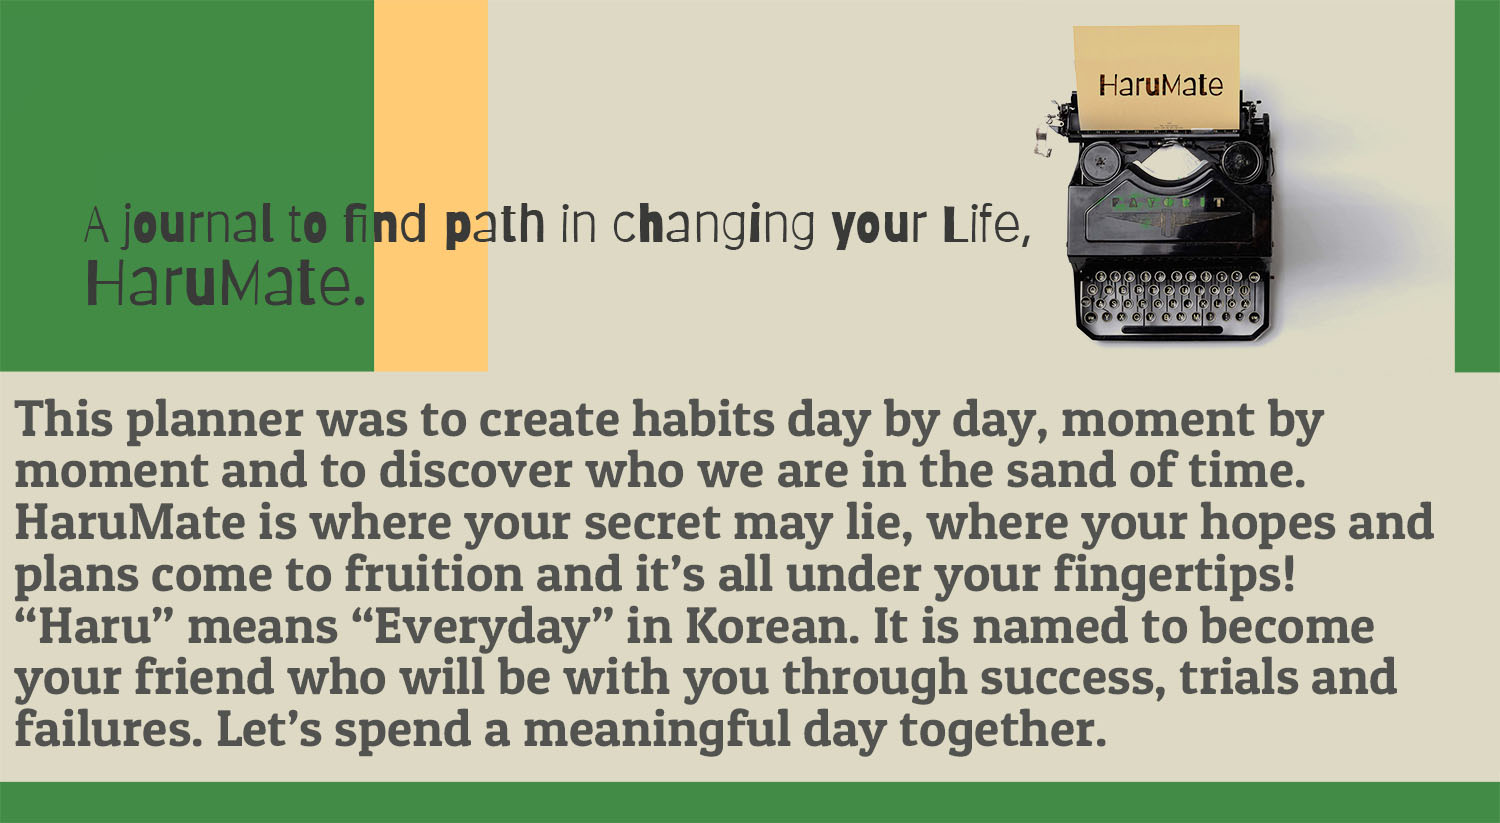 HaruMate
A journal to find path in changing your Life,
HaruMate.
FAVORIT
This planner was to create habits day by day, moment by
moment and to discover who we are in the sand of time.
HaruMate is where your secret may lie, where your hopes and
plans come to fruition and it’s all under your fingertips!
“Haru” means “Everyday” in Korean. It is named to become
your friend who will be with you through success, trials and
failures. Let’s spend a meaningful day together.